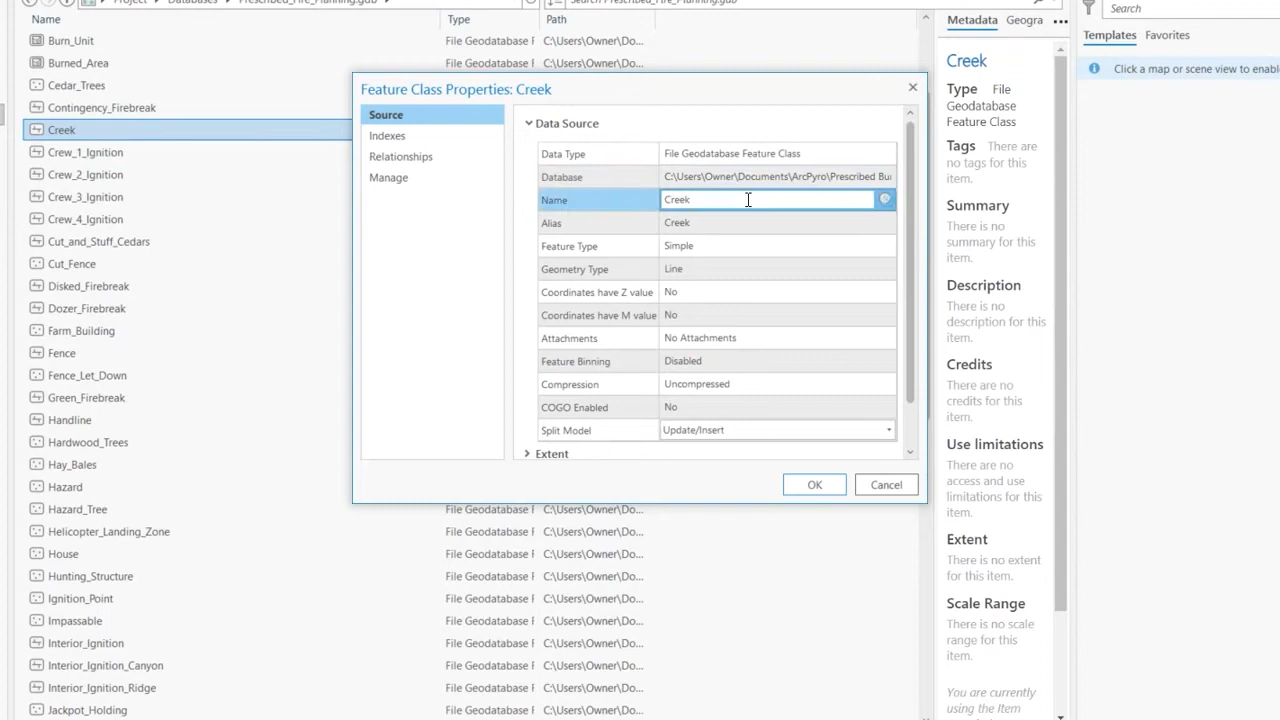 Project
Databases
Prescribed_Fire_Planning.gdb
Search Prescribed_Fire_Planning.gdb
Name
Type
Path
Burn_Unit
File Geodatabase F
C:\Users\Owner\Do...
Burned_Area
File Geodatabase F
C:\Users\Owner\Do...
Cedar_Trees
Contingency_Firebreak
Creek
Crew_1_Ignition
Crew_2_Ignition
Crew_3_Ignition
Crew_4_Ignition
Cut_and_Stuff_Cedars
Cut_Fence
Disked_Firebreak
Dozer_Firebreak
Farm_Building
Fence
Fence_Let_Down
Green_Firebreak
Handline
Hardwood_Trees
Hay_Bales
Hazard
Hazard_Tree
File Geodatabase F
C:\Users\Owner\Do...
Helicopter_Landing_Zone
File Geodatabase F
C:\Users\Owner\Do...
House
File Geodatabase F
C:\Users\Owner\Do...
Hunting_Structure
File Geodatabase F
C:\Users\Owner\Do...
Ignition_Point
File Geodatabase F
C:\Users\Owner\Do...
Impassable
File Geodatabase F
C:\Users\Owner\Do...
Interior_Ignition
File Geodatabase F
C:\Users\Owner\Do...
Interior_Ignition_Canyon
File Geodatabase F
C:\Users\Owner\Do...
Interior_Ignition_Ridge
File Geodatabase F
C:\Users\Owner\Do...
Jackpot_Holding
File Geodatabase F
C:\Users\Owner\Do...
Feature Class Properties: Creek
Source
Indexes
Relationships
Manage
Data Source
Data Type
File Geodatabase Feature Class
Database
C:\Users\Owner\Documents\ArcPyro\Prescribed Bu
Name
Creek
Alias
Creek
Feature Type
Simple
Geometry Type
Line
Coordinates have Z value
No
Coordinates have M value
No
Attachments
No Attachments
Feature Binning
Disabled
Compression
Uncompressed
COGO Enabled
No
Split Model
Update/Insert
Extent
OK
Cancel
Metadata
Geogra
Creek
Type File
Geodatabase
Feature Class
Tags There are
no tags for this
item.
Summary
There is no
summary for this
item.
Description
There is no
description for this
item.
Credits
There are no
credits for this
item.
Use limitations
There are no
access and use
limitations for this
item.
Extent
There is no extent
for this item.
Scale Range
There is no scale
range for this
item.
You are currently
using the Item
Search
Templates
Favorites
Click a map or scene view to enabl